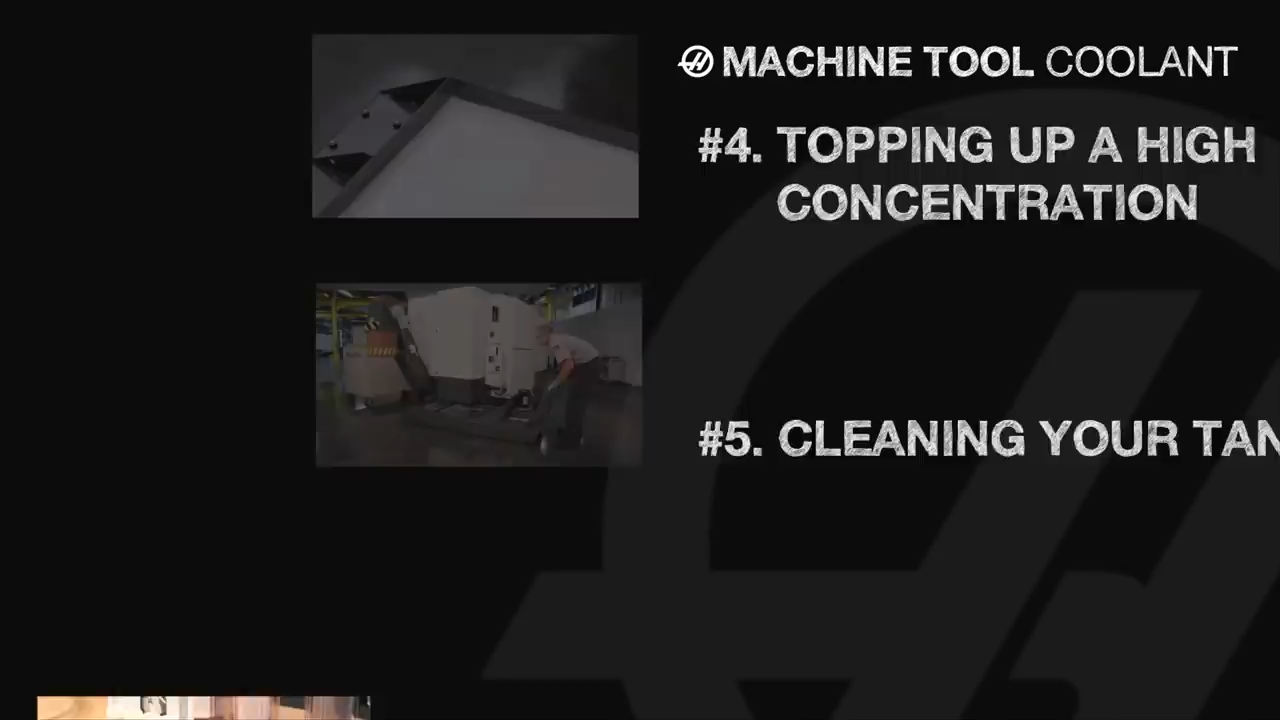 MACHINE TOOL COOLANT
#4. TOPPING UP A HIGH
CONCENTRATION
#5. CLEANING YOUR TAN